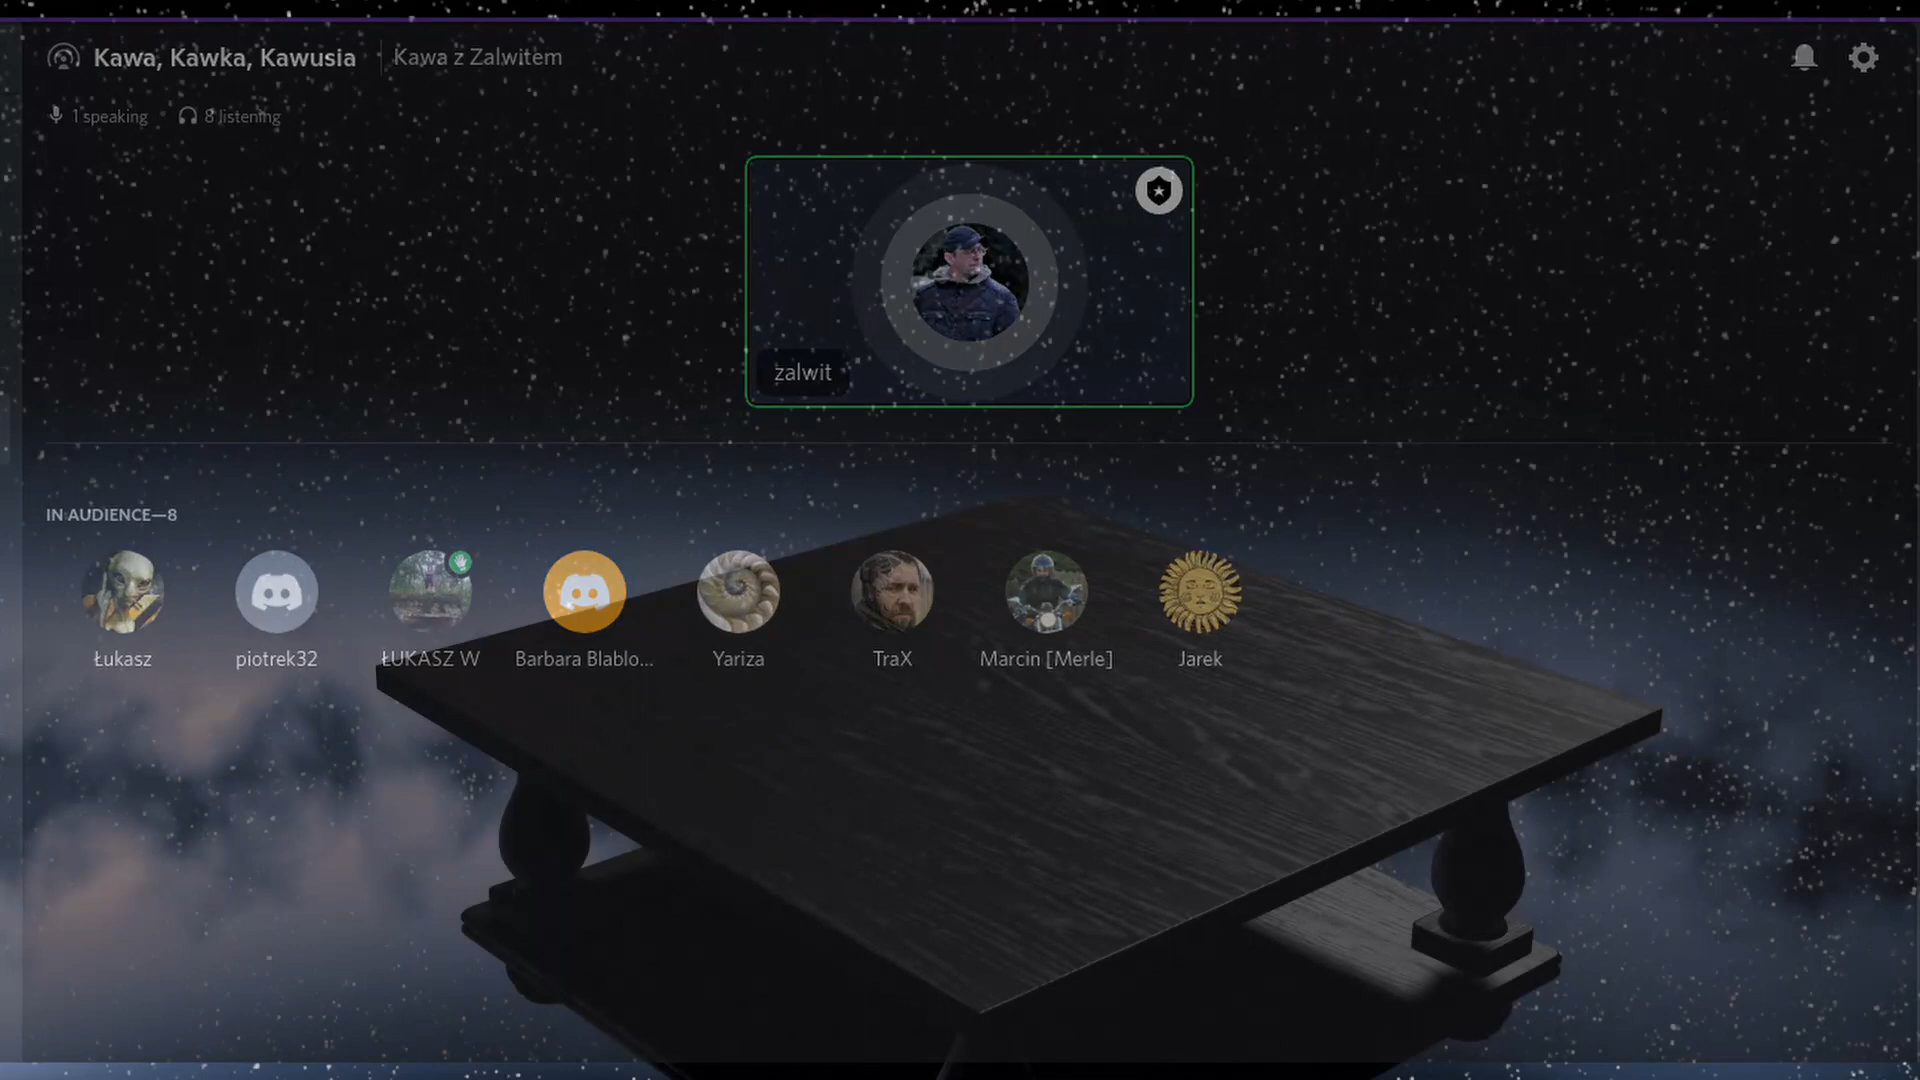 Kawa, Kawka, Kawusia Kawa z Zalwitem
1 speaking 8 listening
zalwit
IN AUDIENCE—8
Łukasz piotrek32 ŁUKASZ W Barbara Blablo... Yariza TraX Marcin [Merle] Jarek